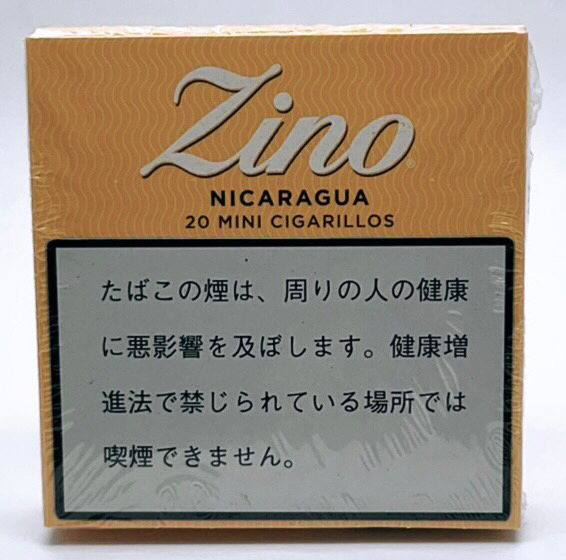 Zino
NICARAGUA
20 MINI CIGARILLOS
たばこの煙は、周りの人の健康
に悪影響を及ぼします。健康増
進法で禁じられている場所では
喫煙できません。